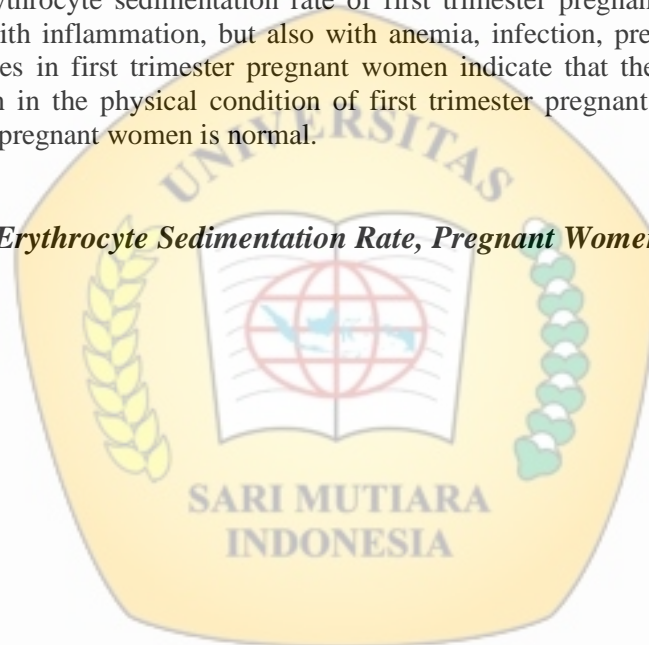 ythrocyte sedimentation rate of first trimester pregnan
ith inflammation, but also with anemia, infection, pre
es in first trimester pregnant women indicate that the
n in the physical condition of first trimester pregnant
pregnant women is normal.
Erythrocyte Sedimentation Rate, Pregnant Women
UNIVERSITAS
SARI MUTIARA
INDONESIA